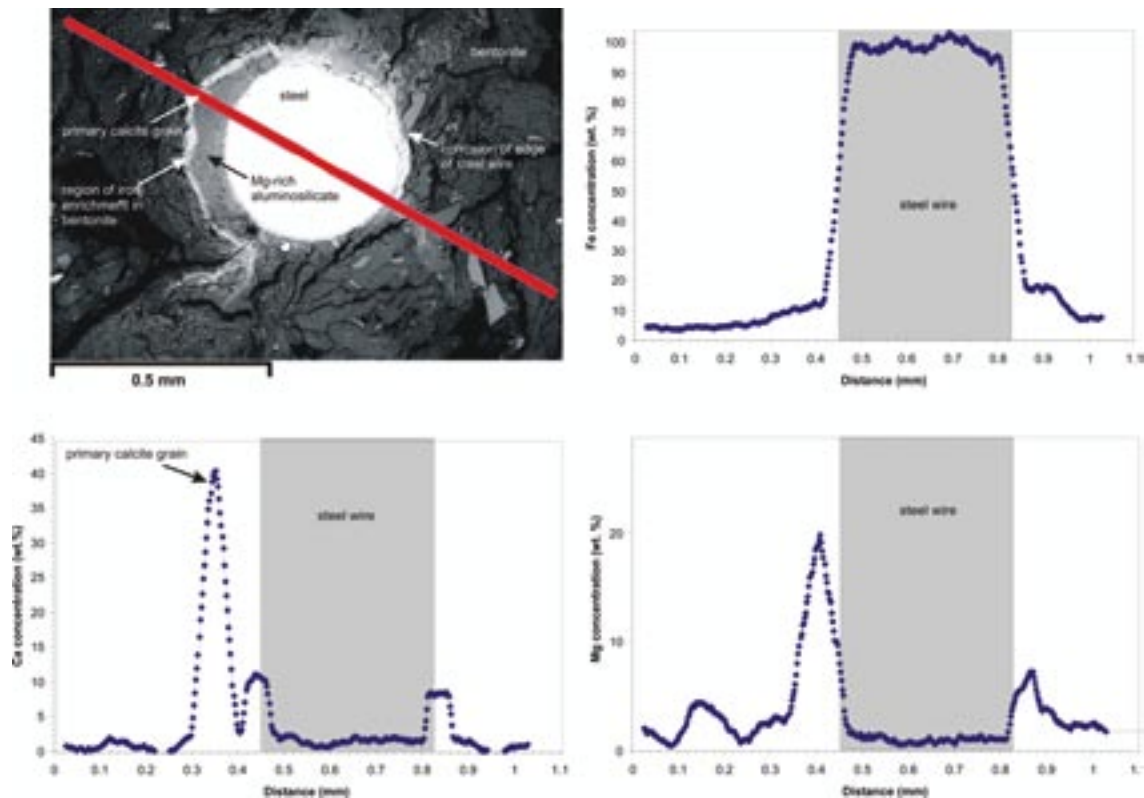 bentonite
steel
primary calcite grain
corrosion of edge
of steel wire
Mg-rich
aluminosilicate
region of iron
enrichment in
bentonite
0.5 mm
Fe concentration (wt. %)
100
90
80
70
60
50
40
30
20
10
0
steel wire
0 0.1 0.2 0.3 0.4 0.5 0.6 0.7 0.8 0.9 1 1.1
Distance (mm)
Ca concentration (wt.%)
45
40
35
30
25
20
15
10
5
0
primary calcite grain
steel wire
0 0.1 0.2 0.3 0.4 0.5 0.6 0.7 0.8 0.9 1 1.1
Distance (mm)
Mg concentration (wt. %)
20
10
0
steel wire
0 0.1 0.2 0.3 0.4 0.5 0.6 0.7 0.8 0.9 1 1.1
Distance (mm)